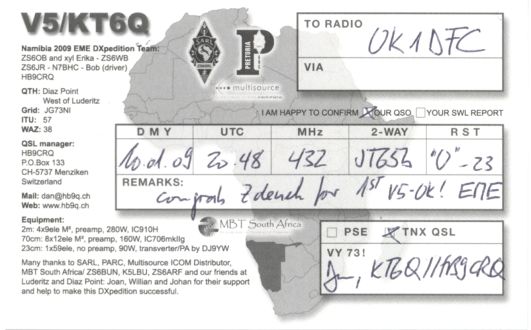 V5/KT6Q
Namibia 2009 EME DXpedition Team:
ZS6OB and xyl Erika - ZS6WB
ZS6JR - N7BHC - Bob (driver)
HB9CRQ
QTH: Diaz Point
West of Luderitz
Grid: JG73NI
ITU: 57
WAZ: 38
QSL manager:
HB9CRQ
P.O.Box 133
CH-5737 Menziken
Switzerland
Mail: dan@hb9q.ch
Web: www.hb9q.ch
Equipment:
2m: 4x9ele M², preamp, 280W, IC910H
70cm: 8x12ele M², preamp, 160W, IC706mkIIg
23cm: 1x59ele, no preamp, 90W, transverter/PA by DJ9YW
Many thanks to SARL, PARC, Multisource ICOM Distributor,
MBT South Africa/ ZS6BUN, K5LBU, ZS6ARF and our friends at
Luderitz and Diaz Point: Joan, Willian and Johan for their support
and help to make this DXpedition successful.
SARL
PRETORIA
multisource
TO RADIO
OK1DFC
VIA
I AM HAPPY TO CONFIRM X OUR QSO YOUR SWL REPORT
D M Y UTC MHz 2-WAY R S T
10.01.09 20.48 432 JT65b "O" -23
REMARKS:
congrats Zdenek for 1st V5-OK! EME
MBT South Africa
PSE X TNX QSL
VY 73!
Dan, KT6Q // HB9CRQ